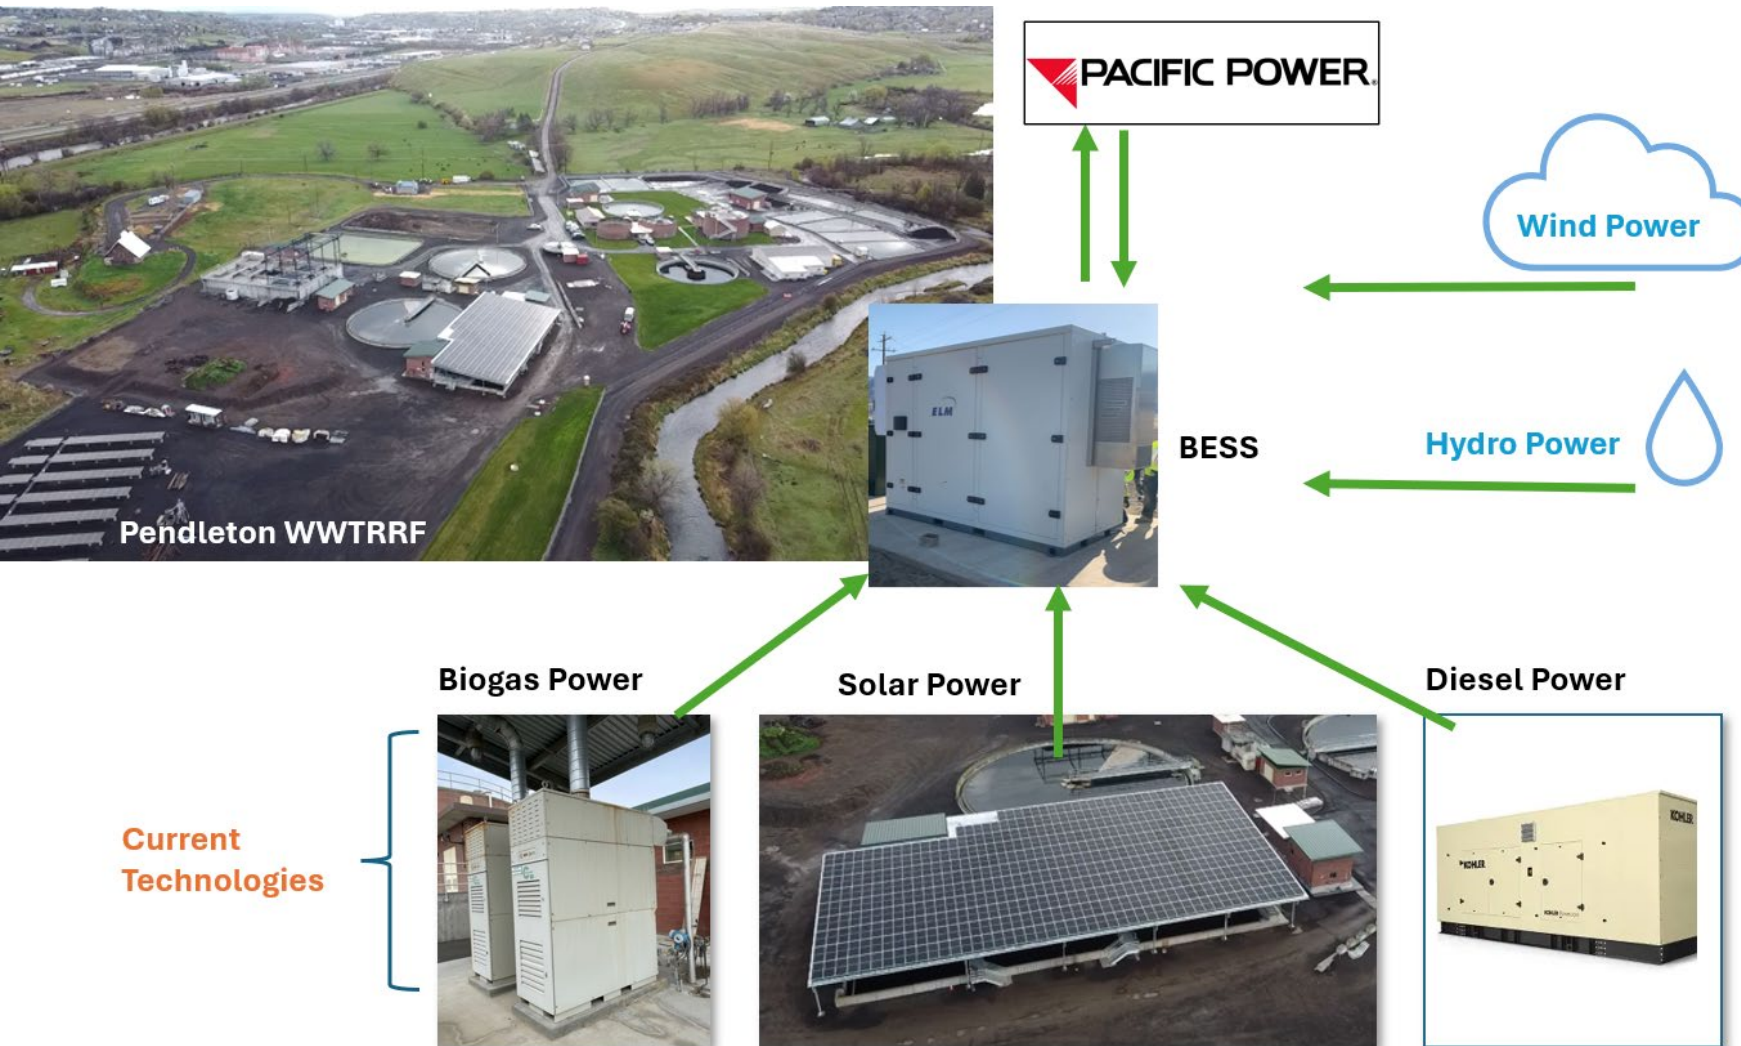 PACIFIC POWER®
Wind Power
ELM
BESS
Hydro Power
Pendleton WWTRRF
Biogas Power
Solar Power
Diesel Power
Current
Technologies
KOHLER
KOHLER